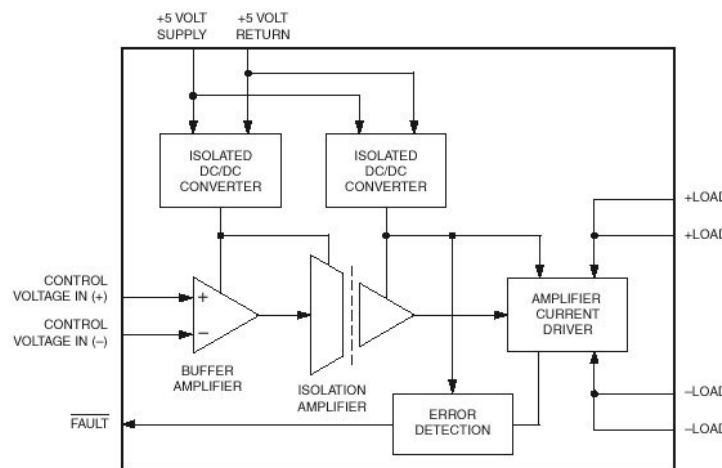 +5 VOLT
SUPPLY
+5 VOLT
RETURN
ISOLATED
DC/DC
CONVERTER
ISOLATED
DC/DC
CONVERTER
+LOAD
+LOAD
CONTROL
VOLTAGE IN (+)
CONTROL
VOLTAGE IN (–)
+
–
BUFFER
AMPLIFIER
ISOLATION
AMPLIFIER
AMPLIFIER
CURRENT
DRIVER
–LOAD
–LOAD
FAULT
ERROR
DETECTION